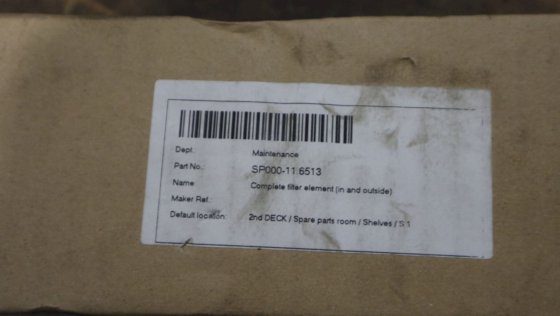 Dept.: Maintenance
Part No.: SP000-11.6513
Name Complete filter element (in and outside)
Maker Ref.:
Default location: 2nd DECK / Spare parts room / Shelves / S 1